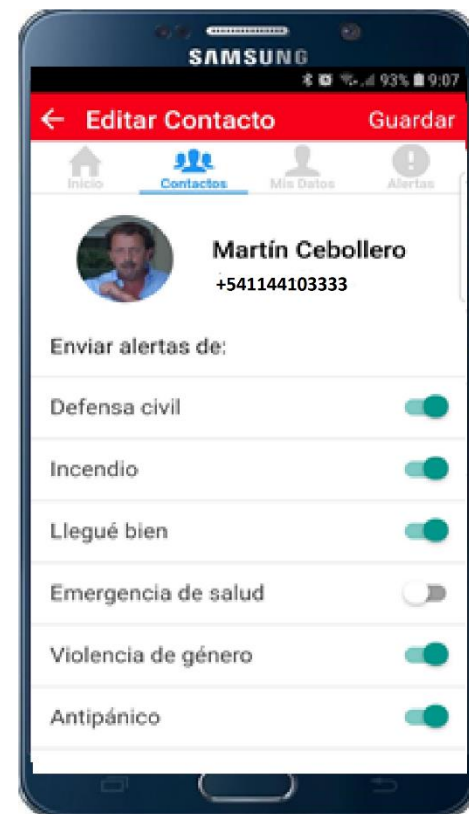 SAMSUNG
93% 9:07
Editar Contacto Guardar
Inicio Contactos Mis Datos Alertas
Martín Cebollero
+541144103333
Enviar alertas de:
Defensa civil
Incendio
Llegué bien
Emergencia de salud
Violencia de género
Antipánico